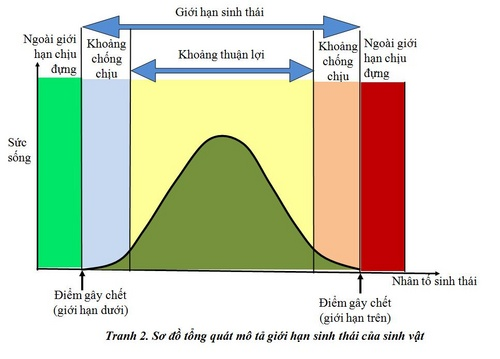 Giới hạn sinh thái
Ngoài giới
hạn chịu
đựng
Khoảng
chống
chịu
Khoảng thuận lợi
Khoảng
chống
chịu
Ngoài giới
hạn chịu
đựng
Sức
sống
Nhân tố sinh thái
Điểm gây chết
(giới hạn dưới)
Điểm gây chết
(giới hạn trên)
Tranh 2. Sơ đồ tổng quát mô tả giới hạn sinh thái của sinh vật